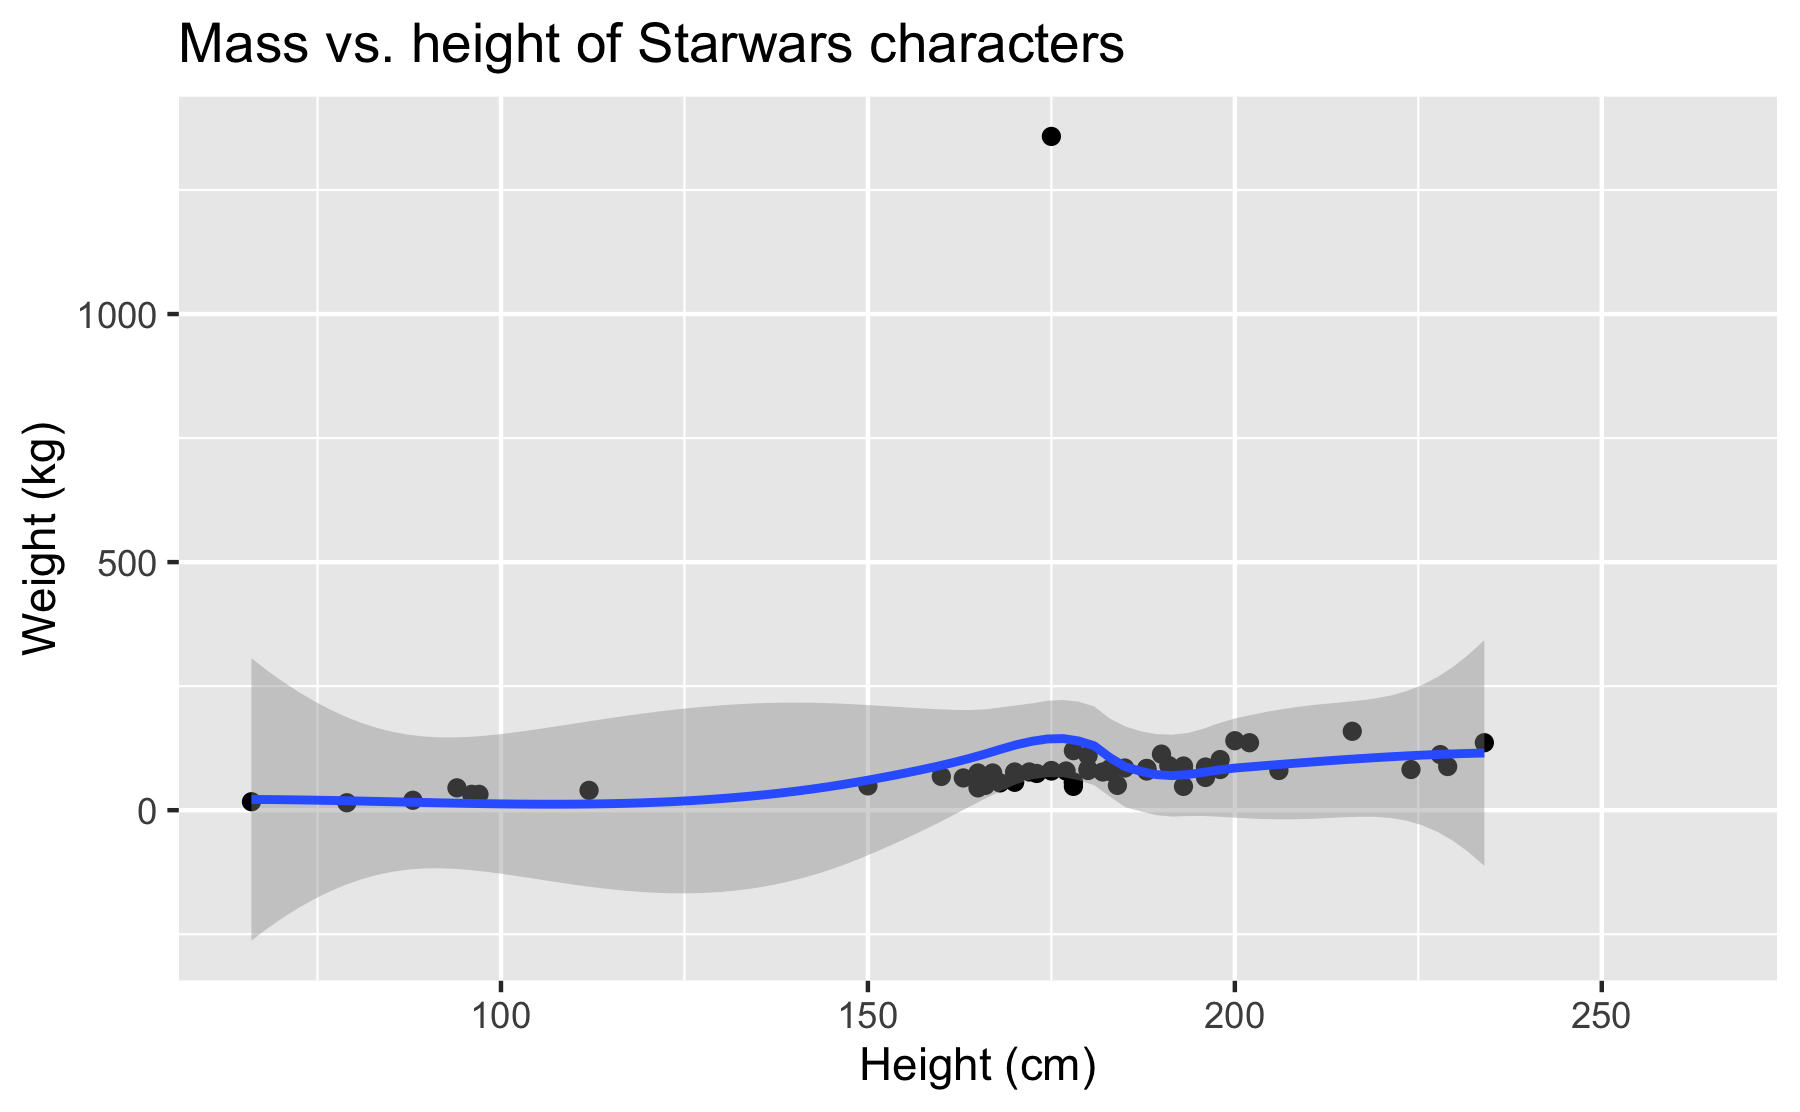 Mass vs. height of Starwars characters
1000
500
0
Weight (kg)
100 150 200 250
Height (cm)